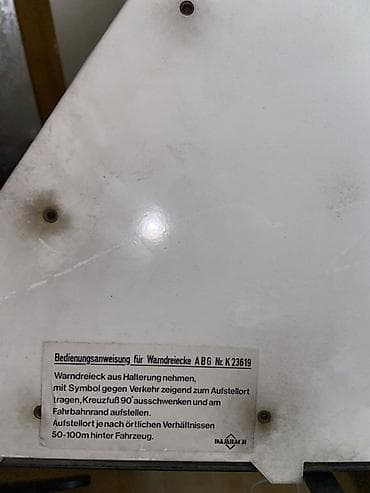 Bedienungsanweisung für Warndreiecke A B G Nr. K 23619
Warndreieck aus Halterung nehmen,
mit Symbol gegen Verkehr zeigend zum Aufstellort
tragen, Kreuzfuß 90° ausschwenken und am
Fahrbahnrand aufstellen.
Aufstellort je nach örtlichen Verhältnissen
50-100m hinter Fahrzeug.